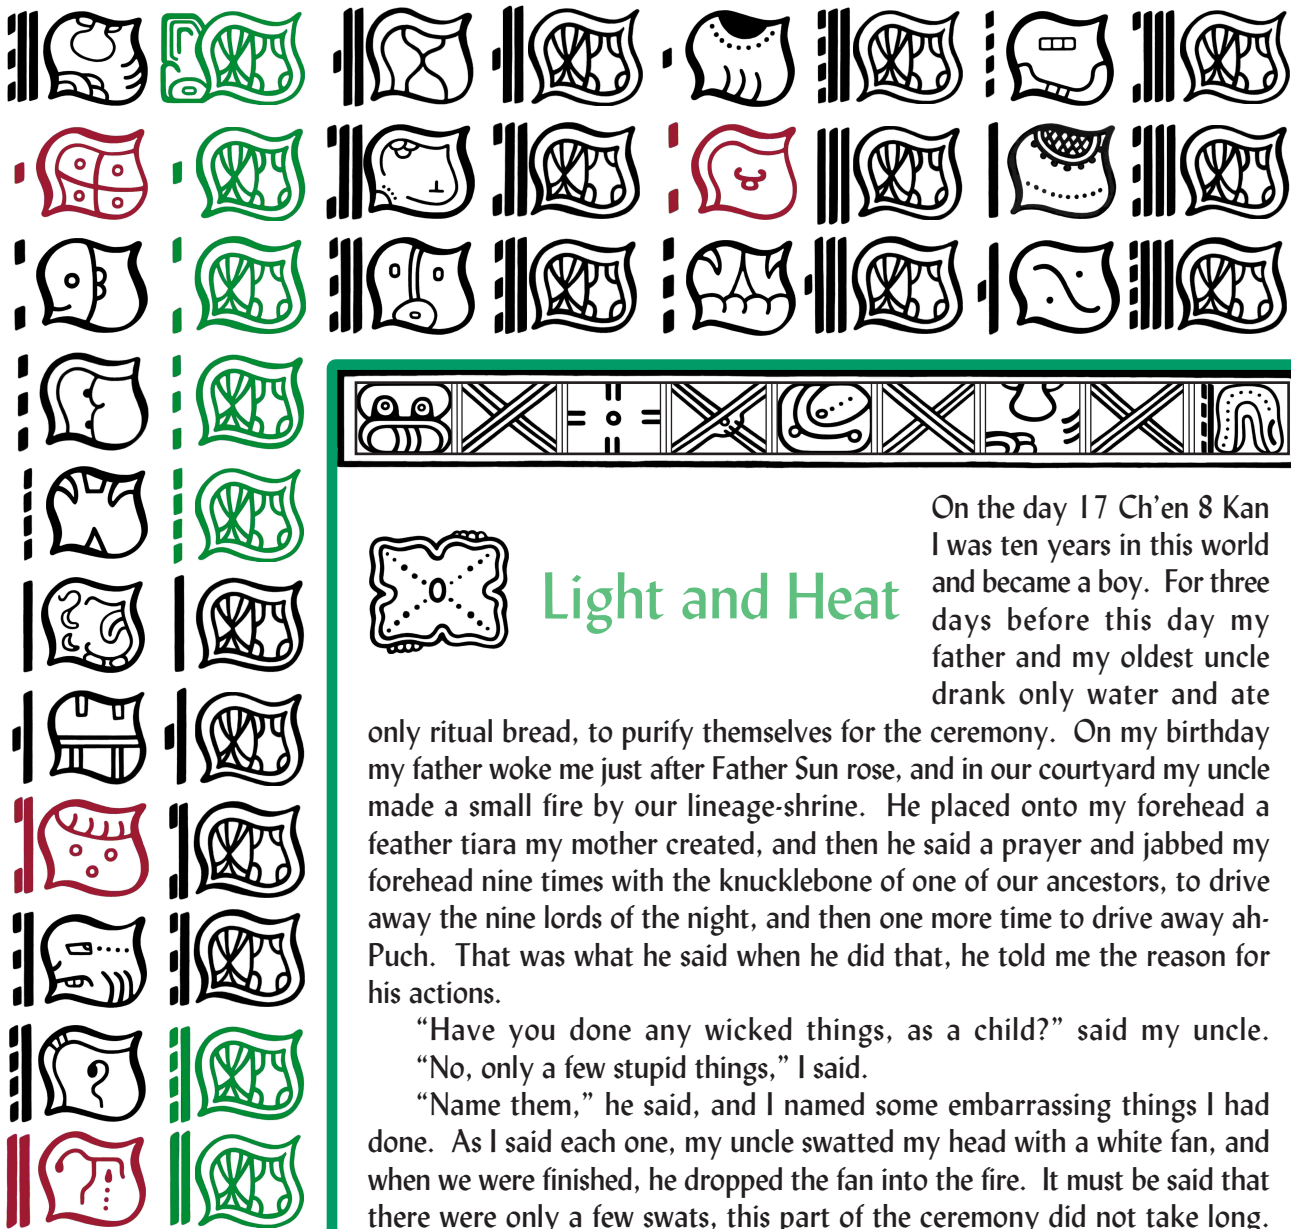 Light and Heat
On the day 17 Ch’en 8 Kan
I was ten years in this world
and became a boy. For three
days before this day my
father and my oldest uncle
drank only water and ate
only ritual bread, to purify themselves for the ceremony. On my birthday
my father woke me just after Father Sun rose, and in our courtyard my uncle
made a small fire by our lineage-shrine. He placed onto my forehead a
feather tiara my mother created, and then he said a prayer and jabbed my
forehead nine times with the knucklebone of one of our ancestors, to drive
away the nine lords of the night, and then one more time to drive away ah-
Puch. That was what he said when he did that, he told me the reason for
his actions.
“Have you done any wicked things, as a child?” said my uncle.
“No, only a few stupid things,” I said.
“Name them,” he said, and I named some embarrassing things I had
done. As I said each one, my uncle swatted my head with a white fan, and
when we were finished, he dropped the fan into the fire. It must be said that
there were only a few swats, this part of the ceremony did not take long.